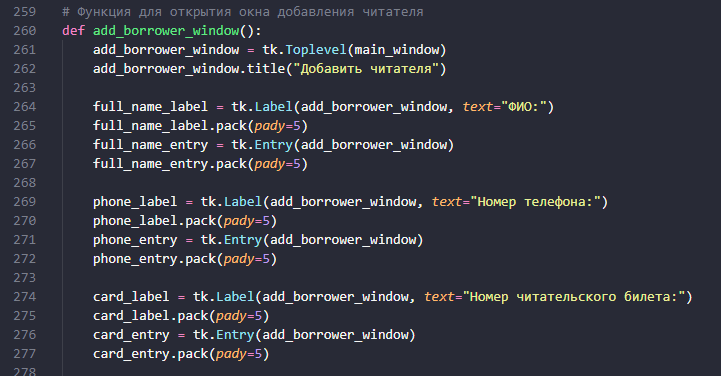 259 # Функция для открытия окна добавления читателя
260 def add_borrower_window():
261     add_borrower_window = tk.Toplevel(main_window)
262     add_borrower_window.title("Добавить читателя")
263
264     full_name_label = tk.Label(add_borrower_window, text="ФИО:")
265     full_name_label.pack(pady=5)
266     full_name_entry = tk.Entry(add_borrower_window)
267     full_name_entry.pack(pady=5)
268
269     phone_label = tk.Label(add_borrower_window, text="Номер телефона:")
270     phone_label.pack(pady=5)
271     phone_entry = tk.Entry(add_borrower_window)
272     phone_entry.pack(pady=5)
273
274     card_label = tk.Label(add_borrower_window, text="Номер читательского билета:")
275     card_label.pack(pady=5)
276     card_entry = tk.Entry(add_borrower_window)
277     card_entry.pack(pady=5)
278